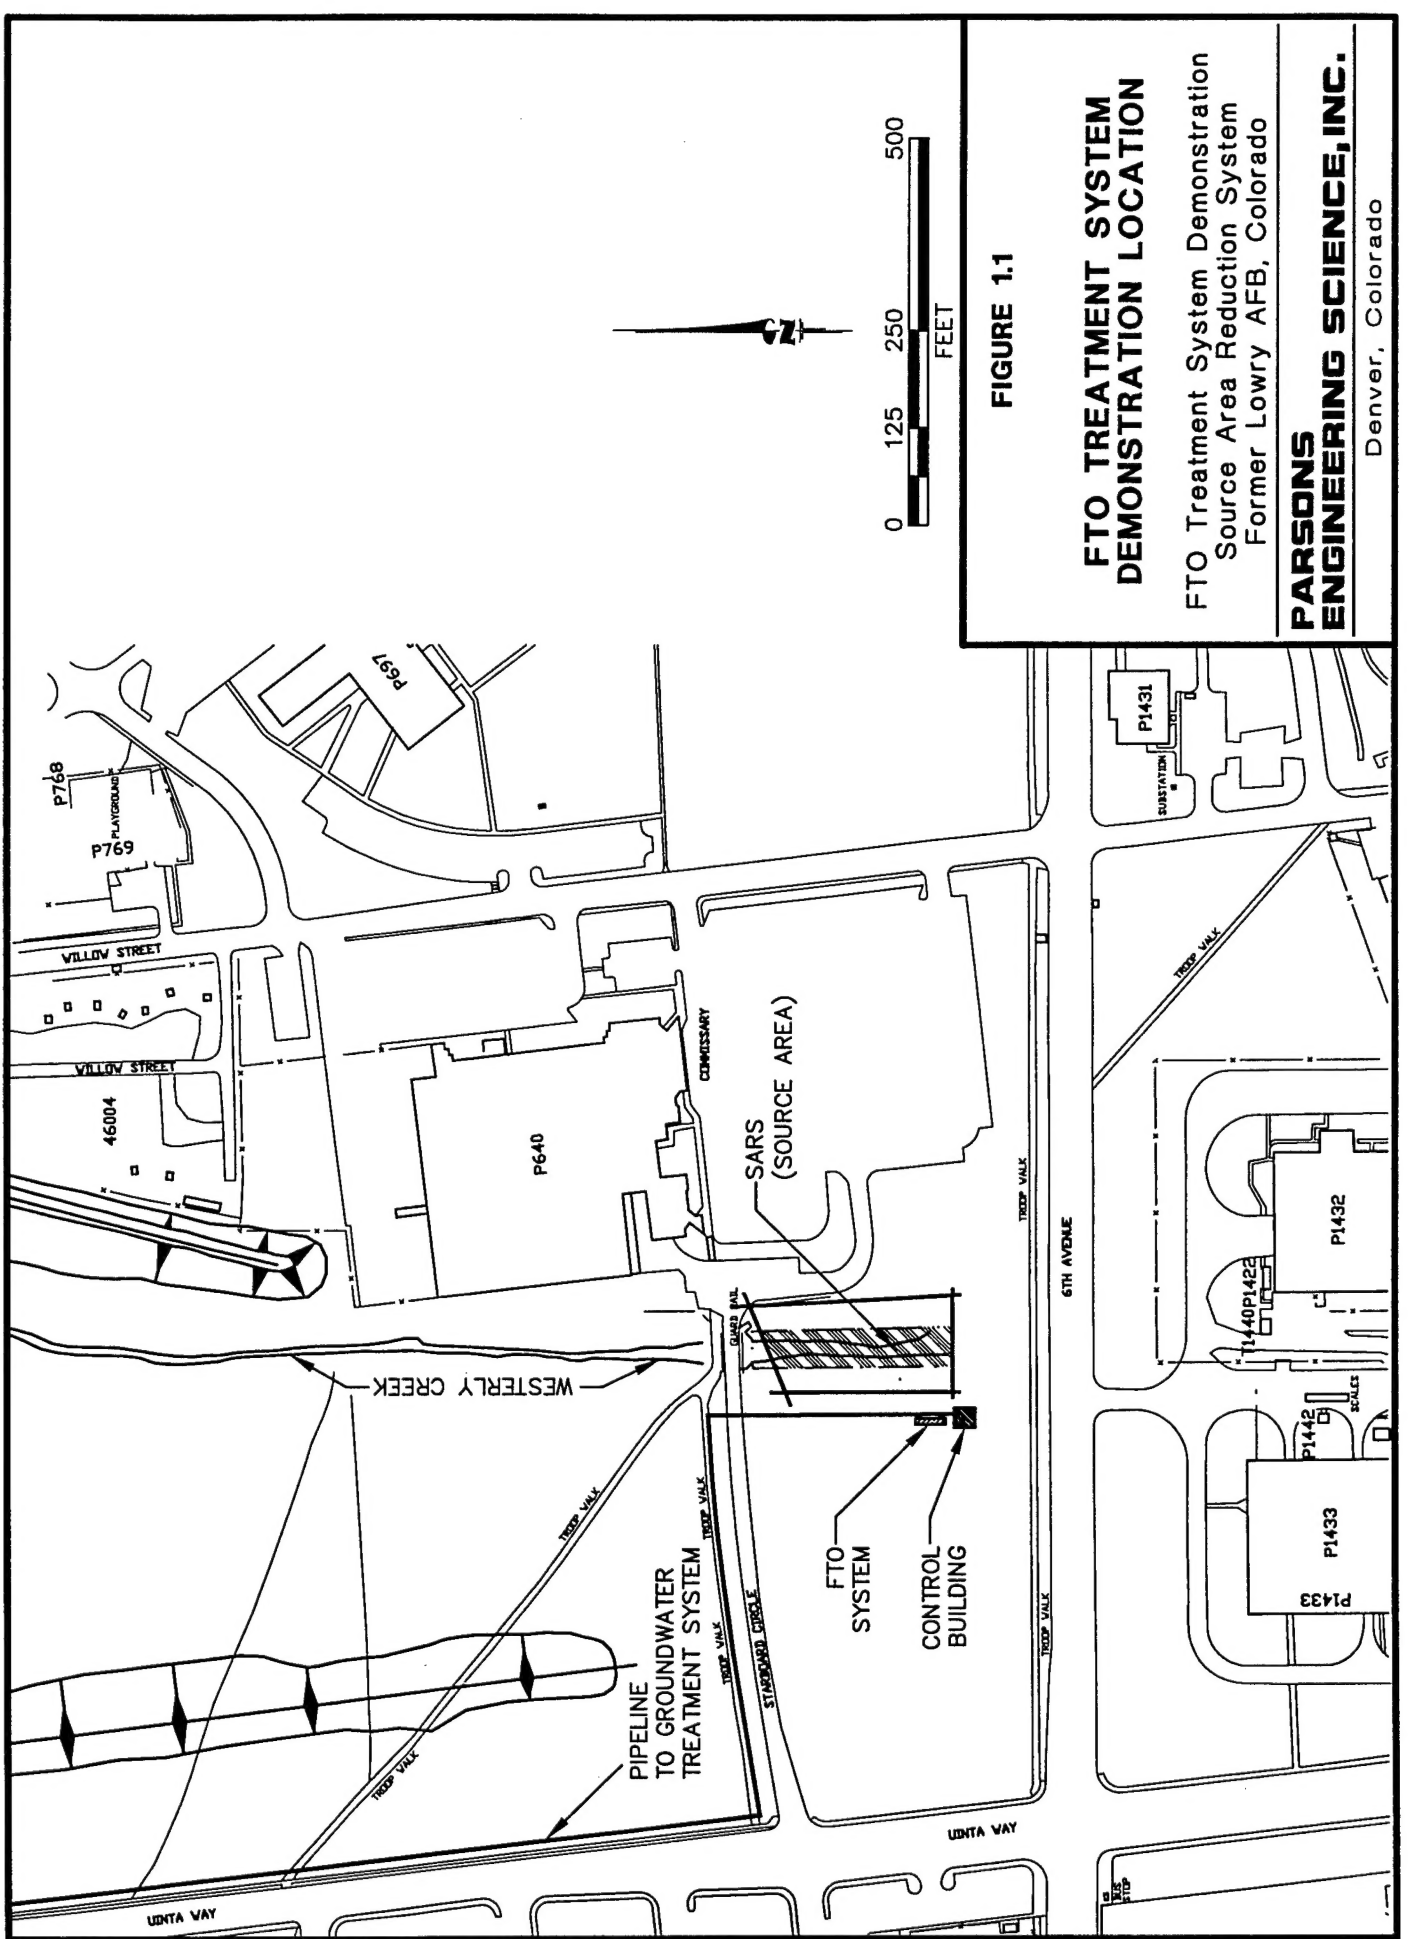 WILLOW STREET
WILLOW STREET
P768
PLAYGROUND
P769
46004
P697
P640
COMMISSARY
WESTERLY CREEK
GUARD RAIL
SARS
(SOURCE AREA)
TROOP WALK
TROOP WALK
TROOP WALK
TROOP WALK
PIPELINE
TO GROUNDWATER
TREATMENT SYSTEM
STARBOARD CIRCLE
UINTA WAY
UINTA WAY
FTO
SYSTEM
CONTROL
BUILDING
TROOP WALK
TROOP WALK
6TH AVENUE
TROOP WALK
BUS
STOP
P1433
P1433
P1442
SCALES
T1440
P1422
P1432
SUBSTATION
P1431
N
0 125 250 500
FEET
FIGURE 1.1
FTO TREATMENT SYSTEM
DEMONSTRATION LOCATION
FTO Treatment System Demonstration
Source Area Reduction System
Former Lowry AFB, Colorado
PARSONS
ENGINEERING SCIENCE, INC.
Denver, Colorado